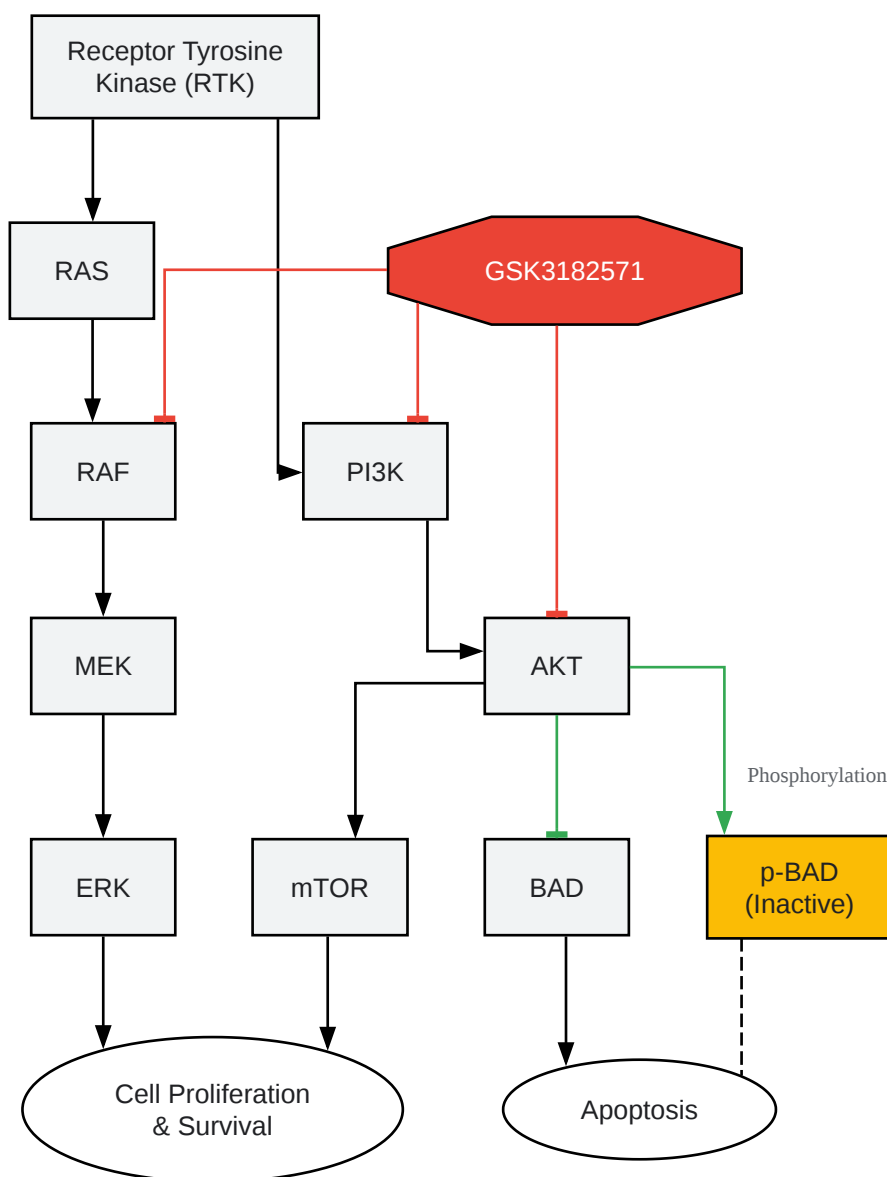 Receptor Tyrosine
Kinase (RTK)
RAS
GSK3182571
RAF
PI3K
MEK
AKT
Phosphorylation
ERK
mTOR
BAD
p-BAD
(Inactive)
Cell Proliferation
& Survival
Apoptosis